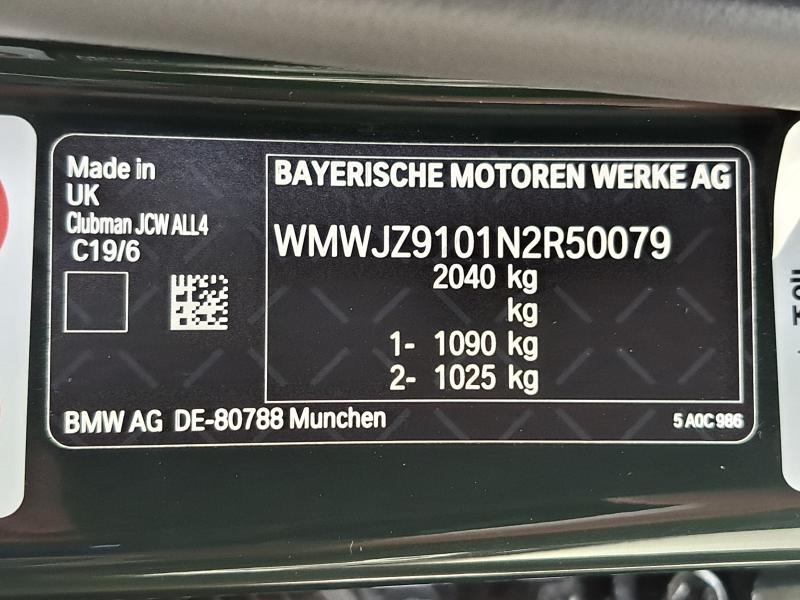 Made in
UK
Clubman JCW ALL4
C19/6
BAYERISCHE MOTOREN WERKE AG
WMWJZ9101N2R50079
2040 kg
kg
1- 1090 kg
2- 1025 kg
BMW AG DE-80788 Munchen
5 A0C 986